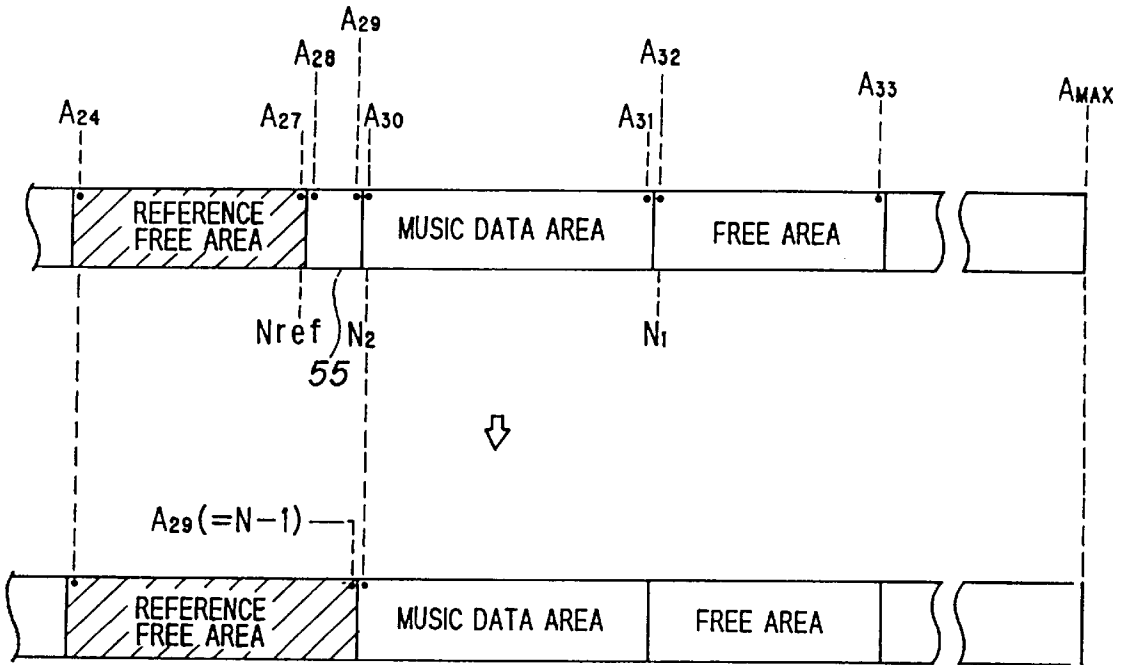 A29
A28
A32
A33
AMAX
A24
A27
A30
A31
REFERENCE
FREE AREA
MUSIC DATA AREA
FREE AREA
Nref
N2
N1
55
A29(=N-1)
REFERENCE
FREE AREA
MUSIC DATA AREA
FREE AREA